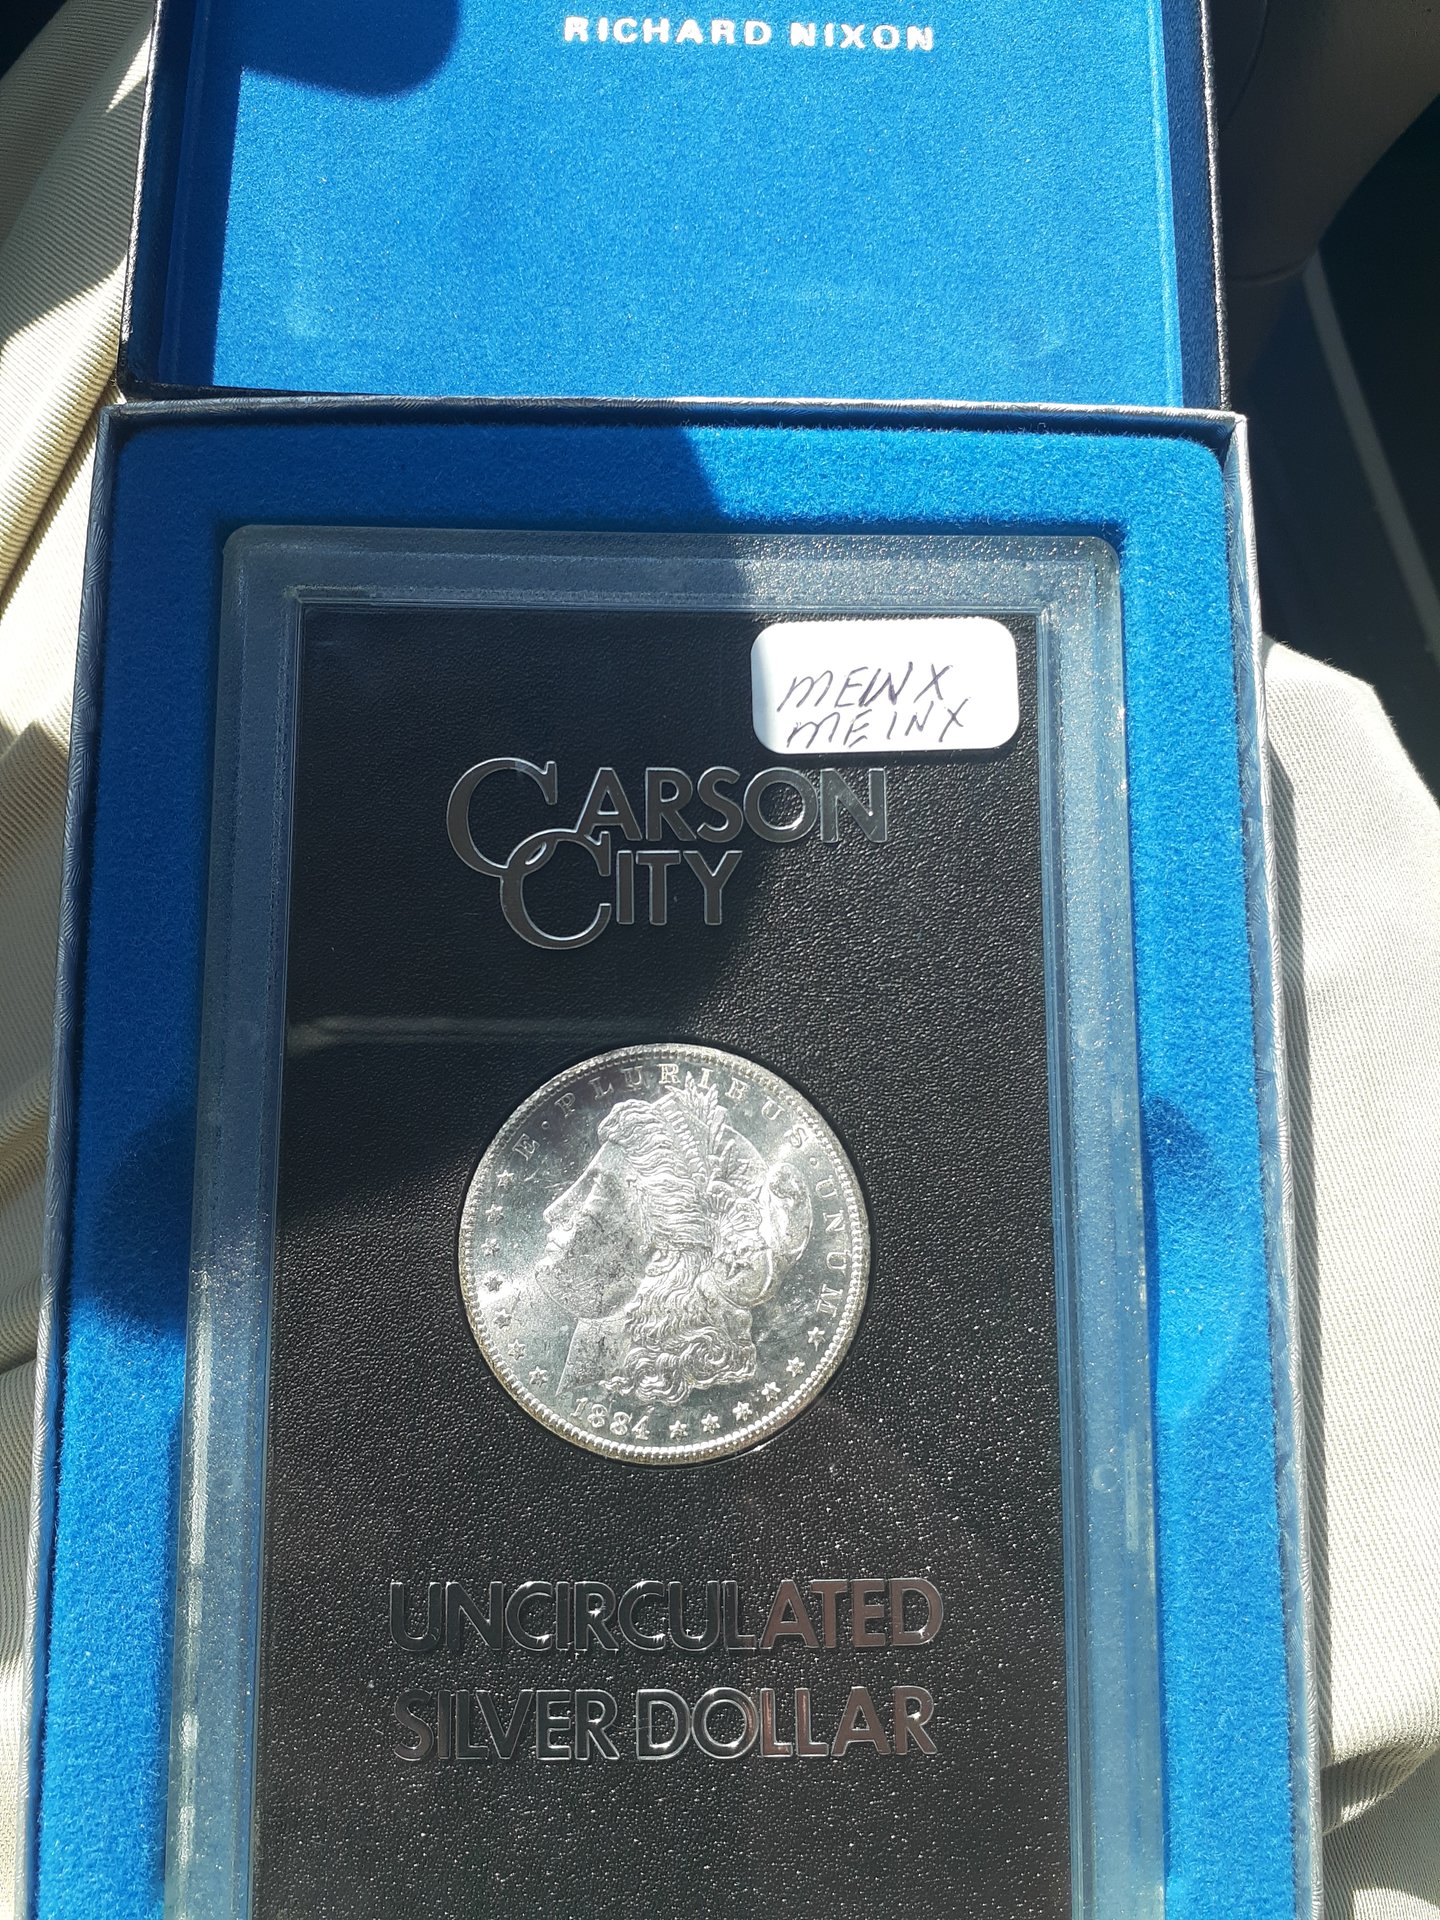 RICHARD NIXON
MEWX
MEINX
CARSON
CITY
E·PLURIBUS·UNUM
1884
UNCIRCULATED
SILVER DOLLAR